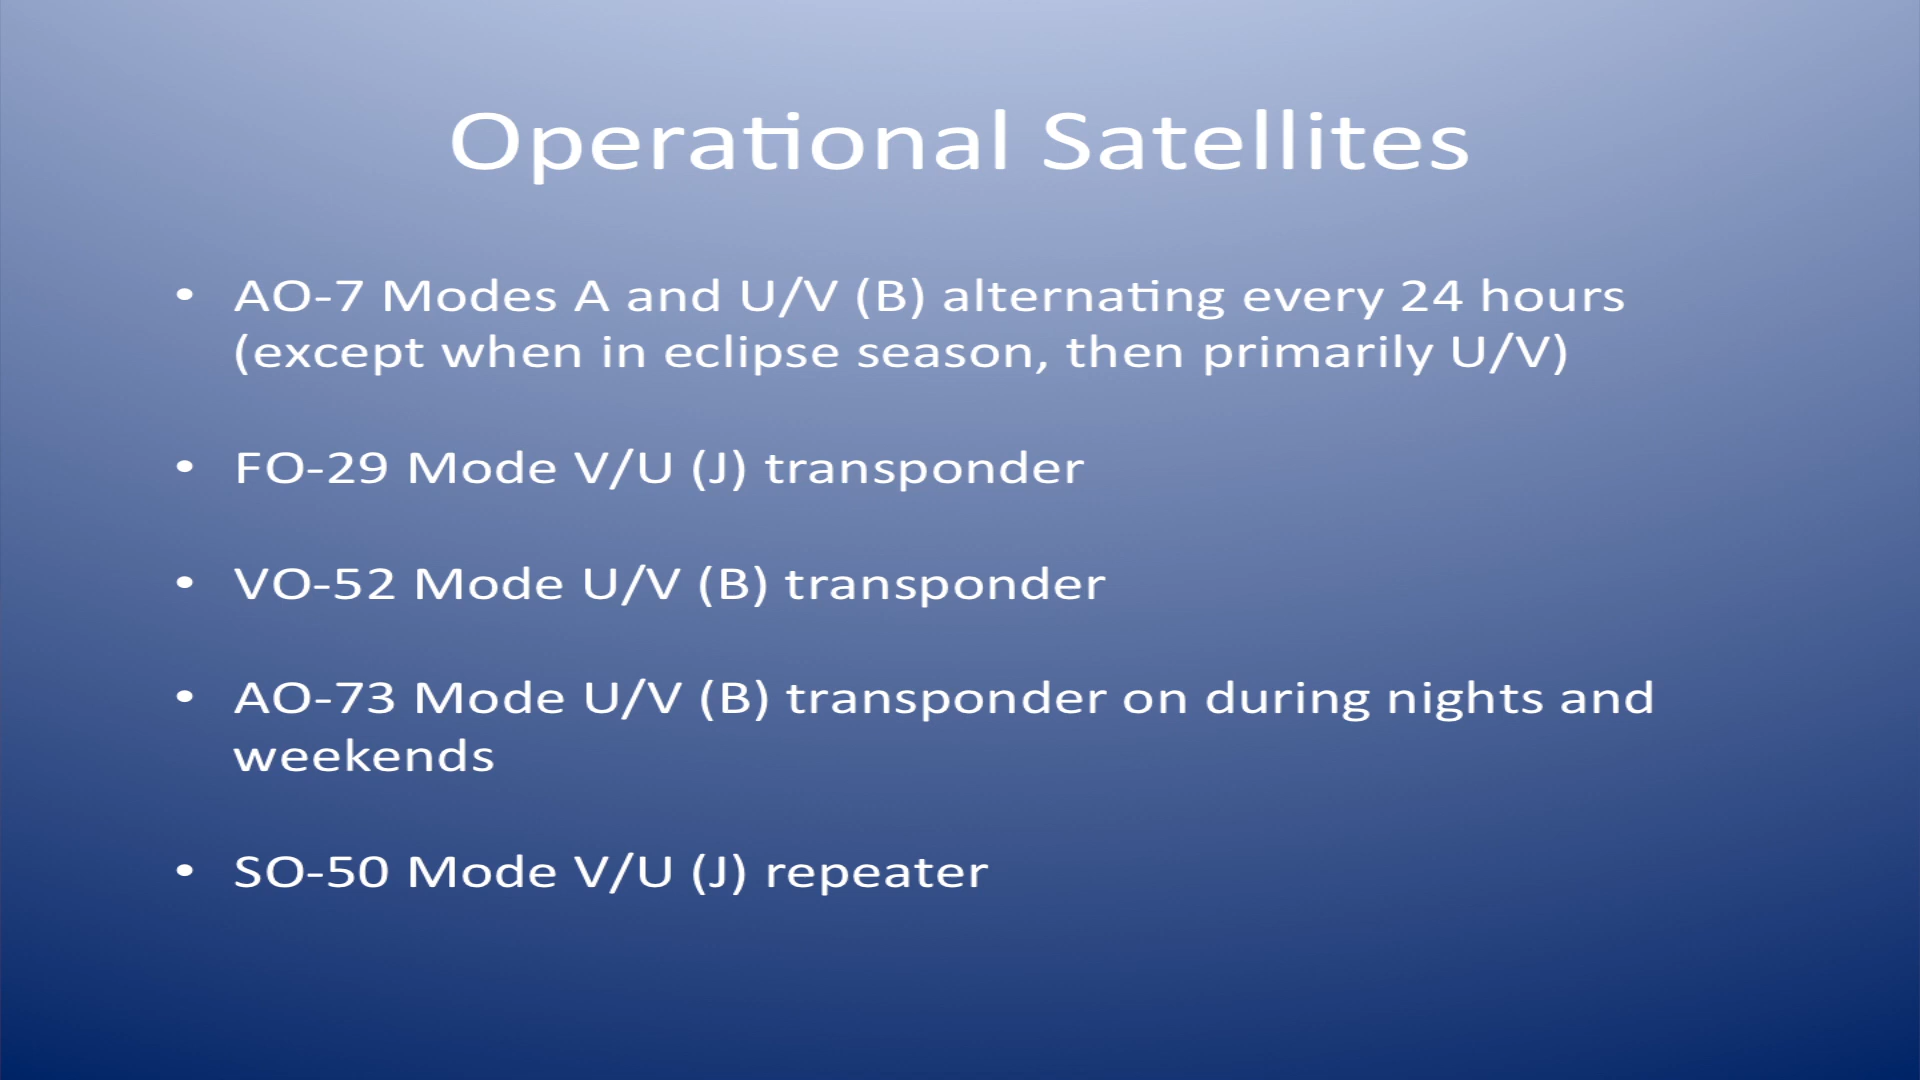 Operational Satellites
• AO-7 Modes A and U/V (B) alternating every 24 hours
(except when in eclipse season, then primarily U/V)
• FO-29 Mode V/U (J) transponder
• VO-52 Mode U/V (B) transponder
• AO-73 Mode U/V (B) transponder on during nights and
weekends
• SO-50 Mode V/U (J) repeater